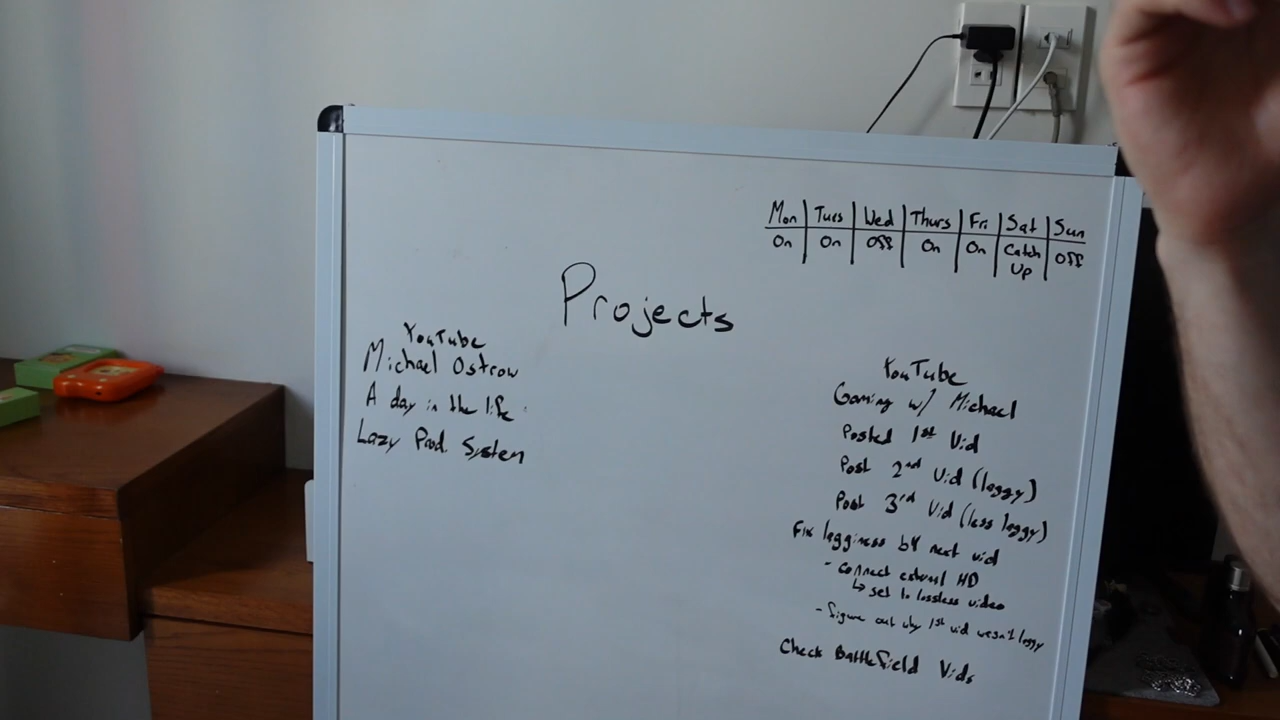 Mon Tues Wed Thurs Fri Sat Sun
On On Off On On Catch Up Off
Projects
YouTube
Michael Ostrow
A day in the life
Lazy Prod. System
YouTube
Gaming w/ Michael
Posted 1st Vid
Post 2nd Vid (laggy)
Post 3rd Vid (less laggy)
Fix lagginess by next vid
- connect external HD
↳ set to lossless video
- figure out why 1st vid wasn't laggy
Check Battlefield Vids